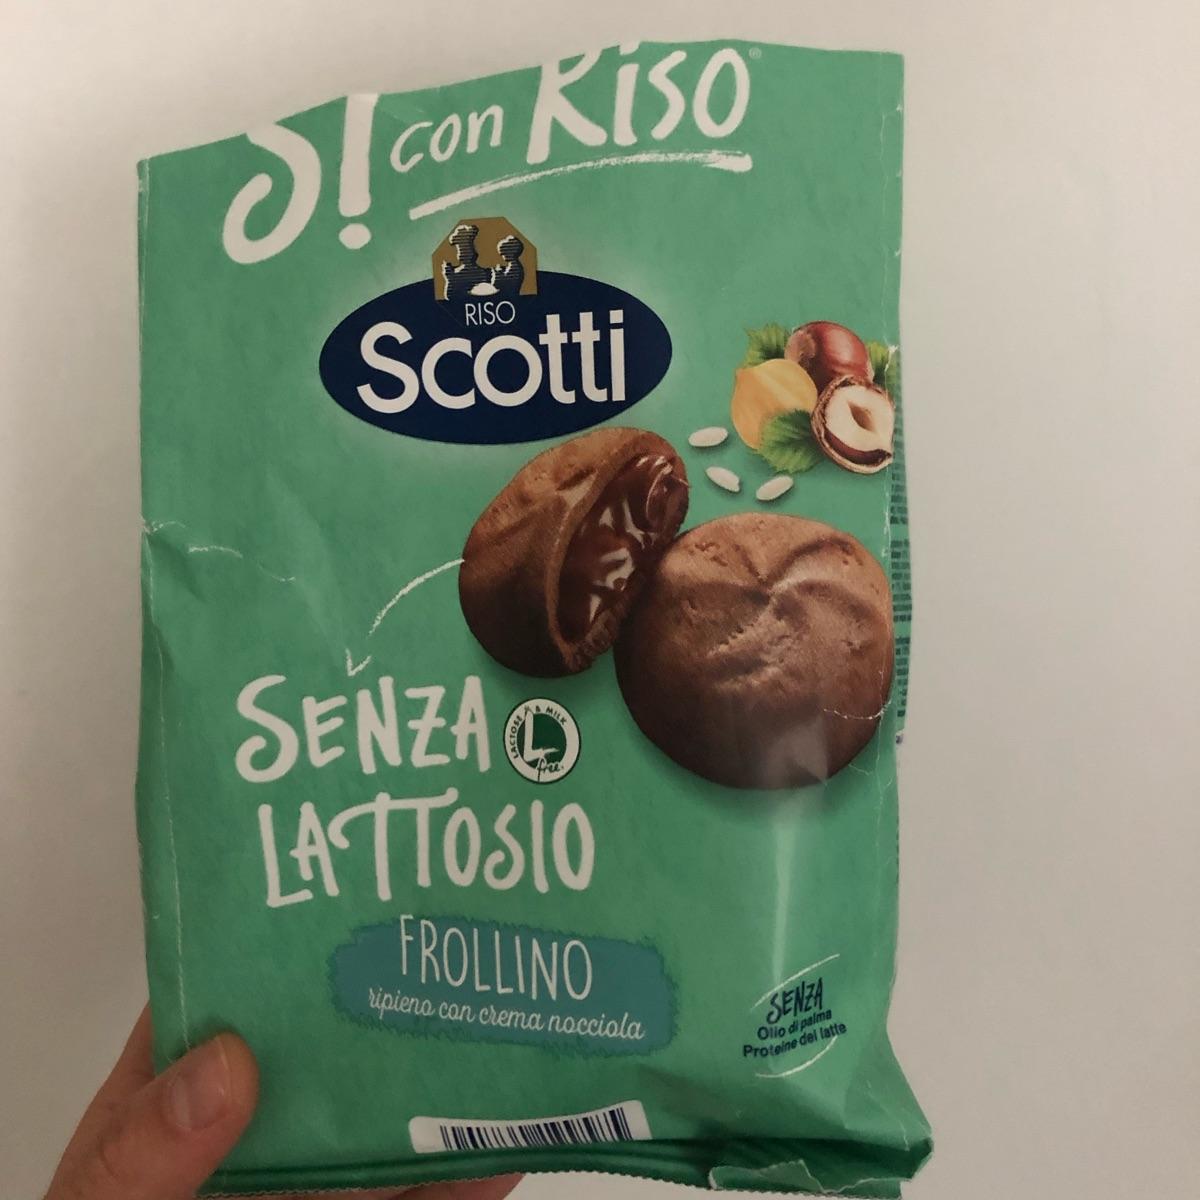 Sì con Riso®
RISO
Scotti
SENZA
LACTOSE & MILK
free
LATTOSIO
FROLLINO
ripieno con crema nocciola
SENZA
Olio di palma
Proteine del latte